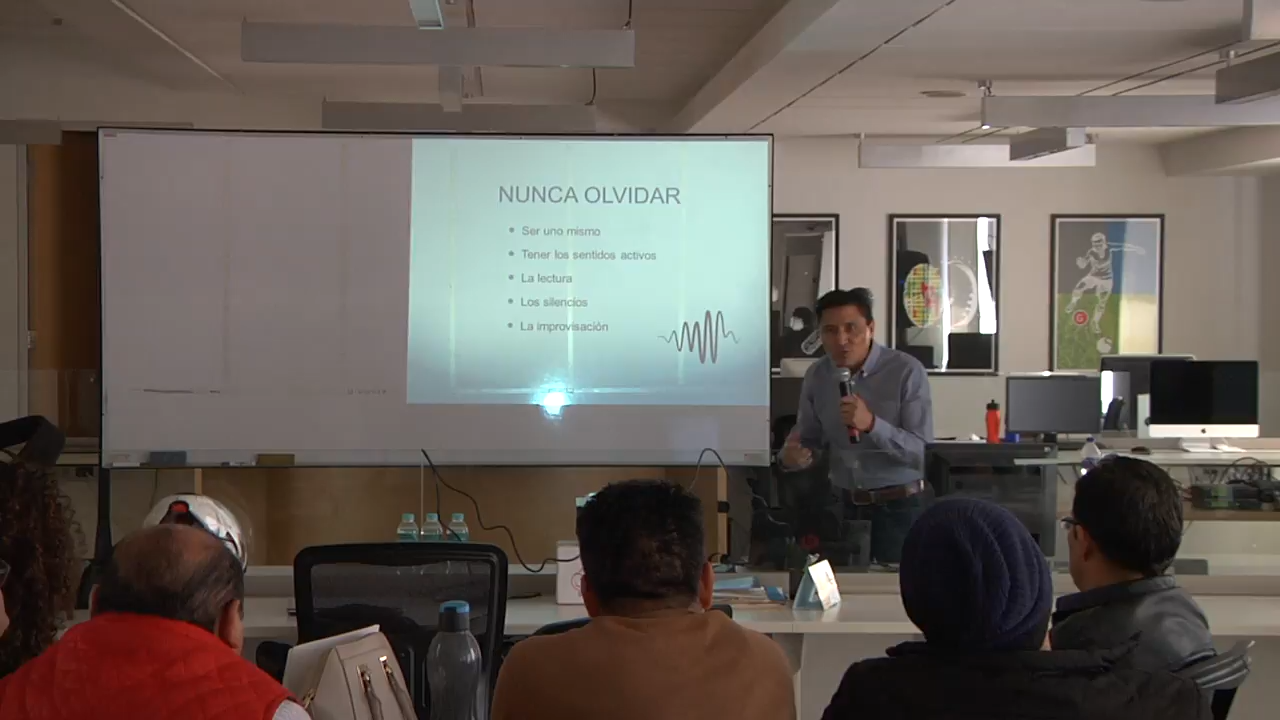 NUNCA OLVIDAR
Ser uno mismo
Tener los sentidos activos
La lectura
Los silencios
La improvisación